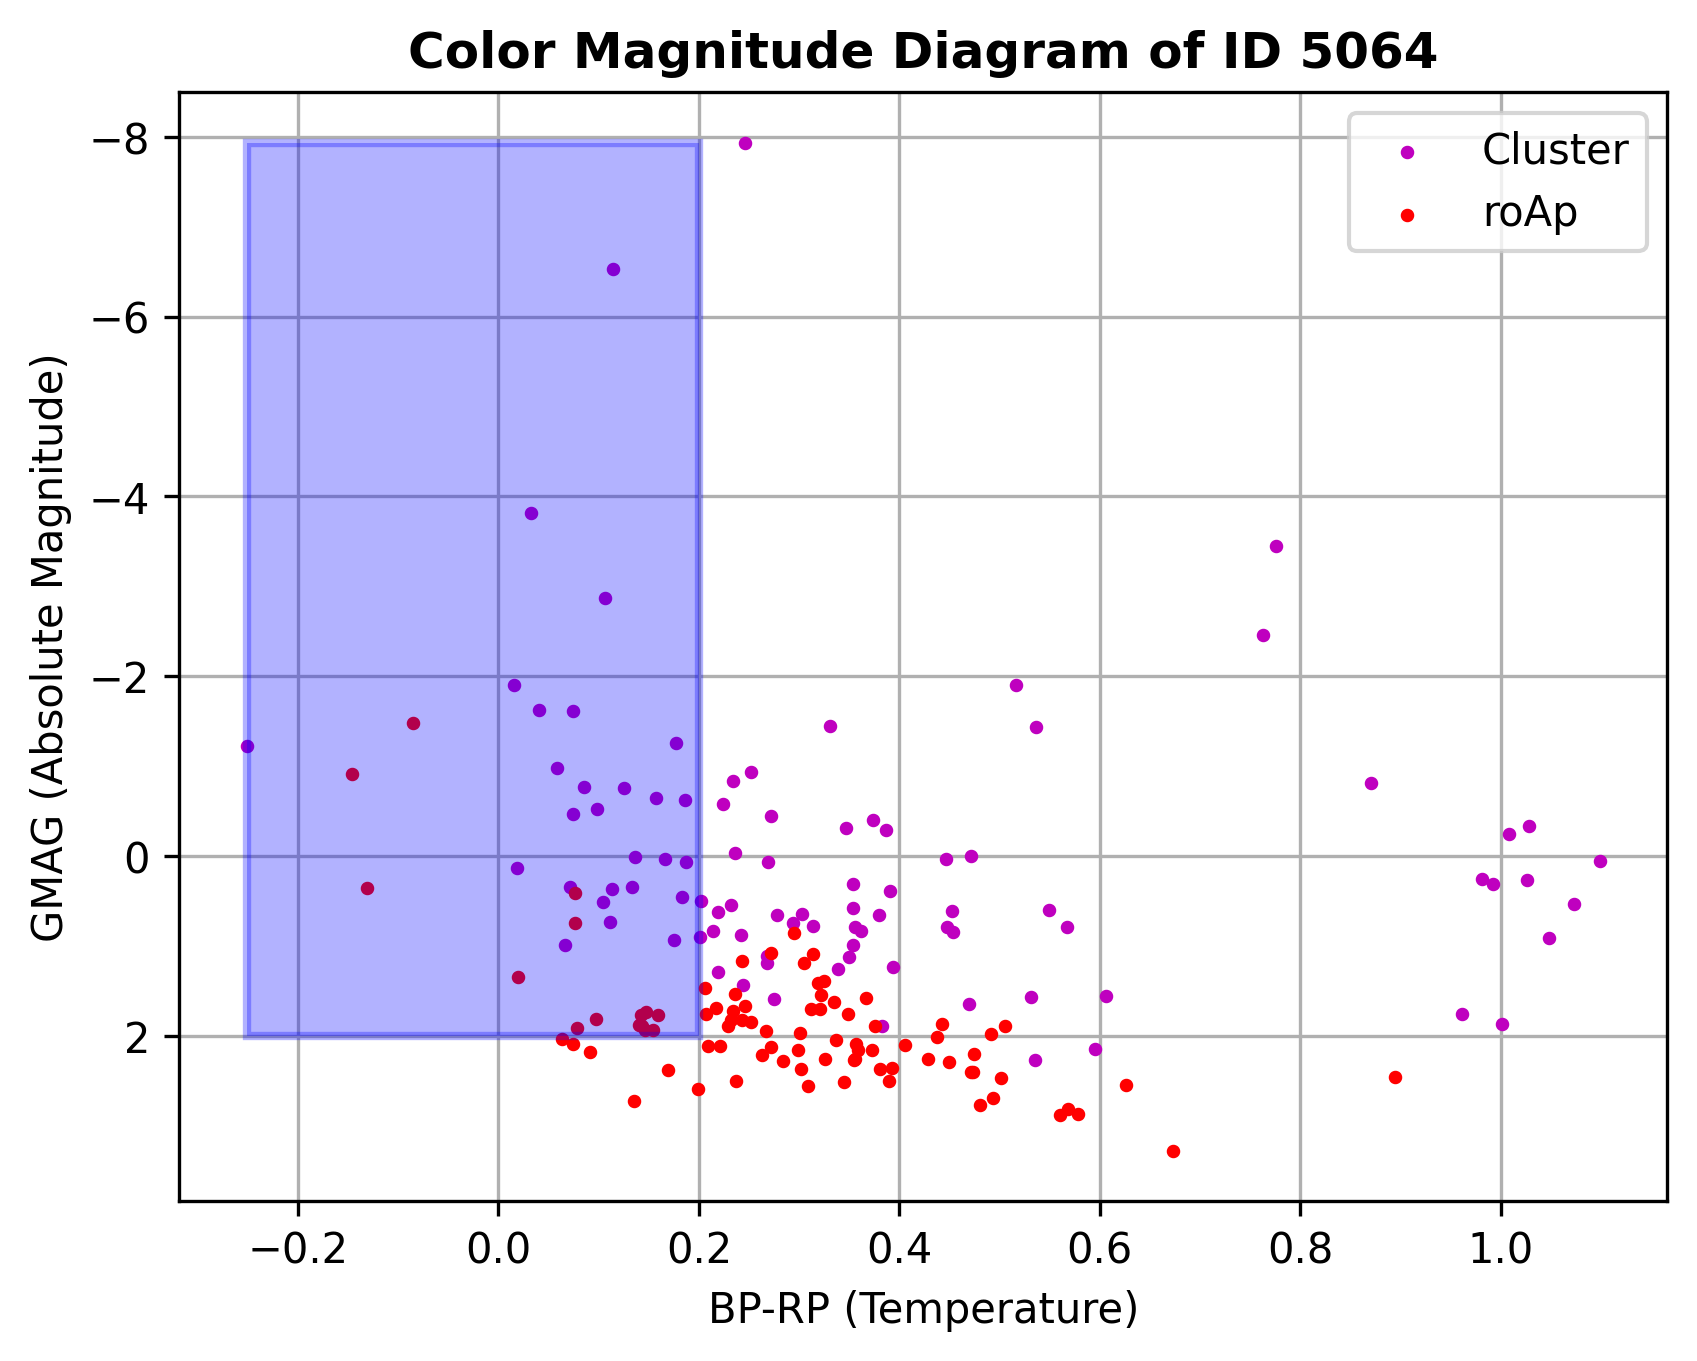 Color Magnitude Diagram of ID 5064
Cluster
roAp
GMAG (Absolute Magnitude)
−8
−6
−4
−2
0
2
−0.2 0.0 0.2 0.4 0.6 0.8 1.0
BP-RP (Temperature)